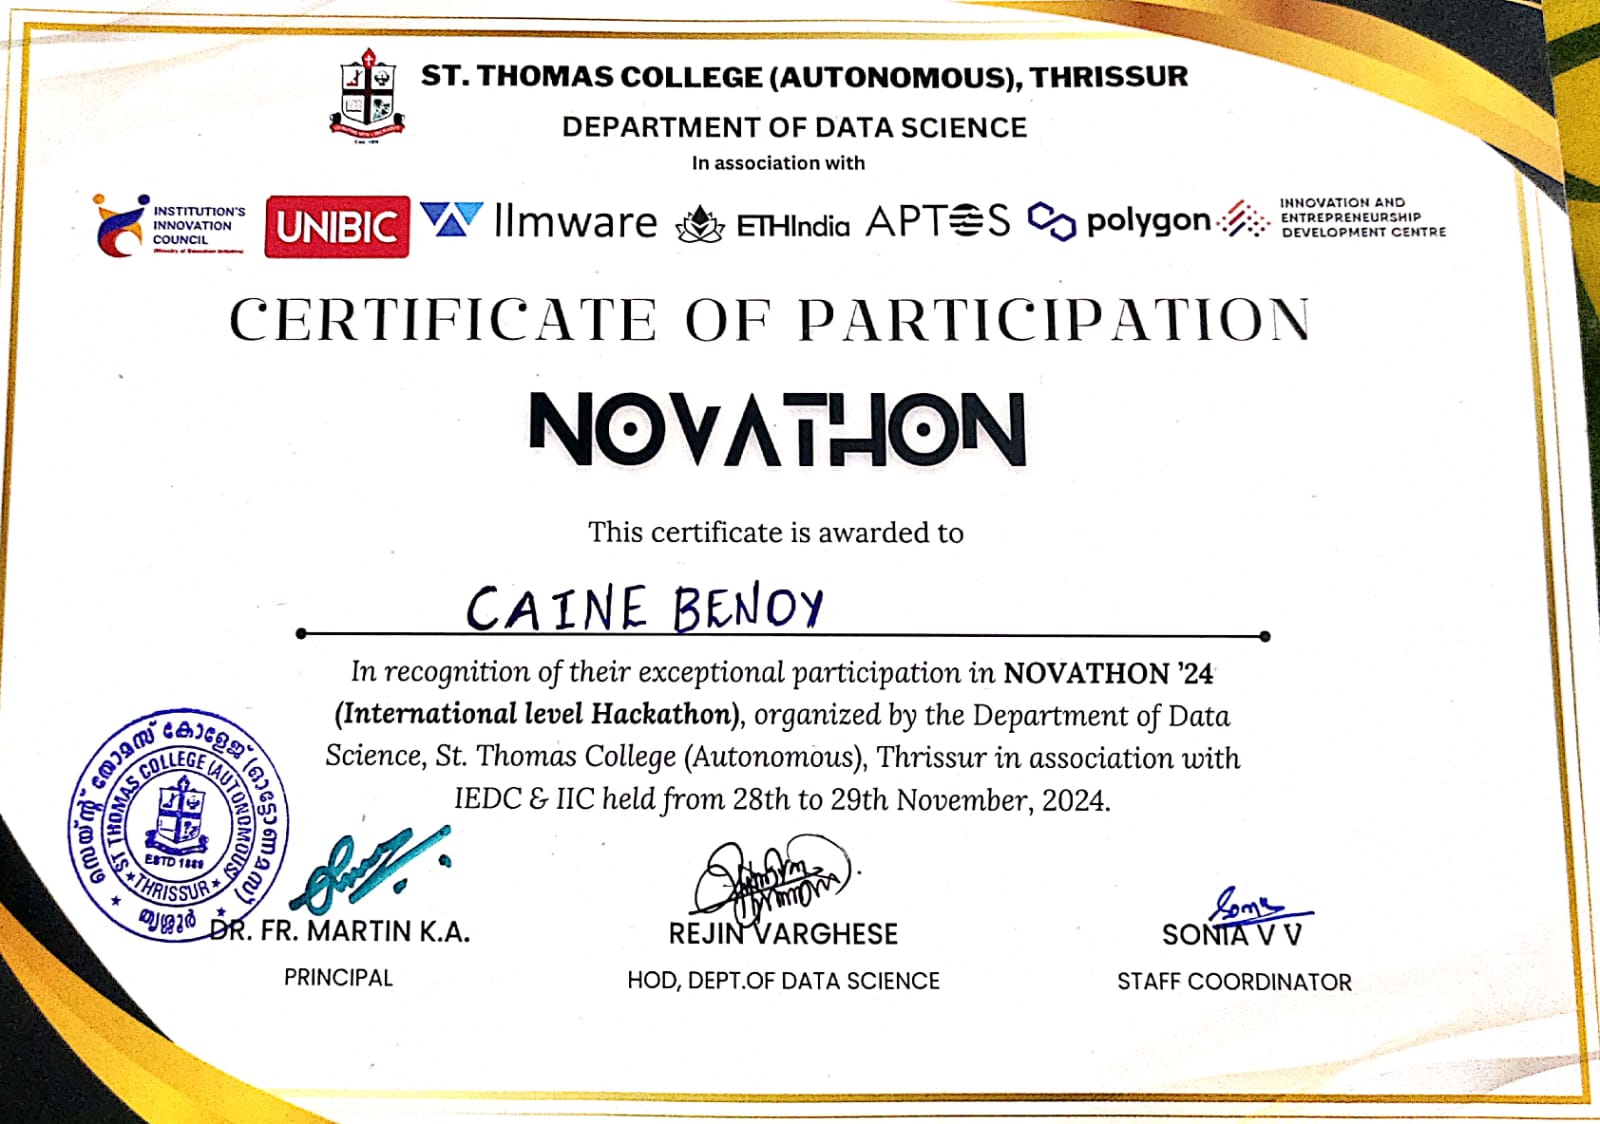 ST. THOMAS COLLEGE (AUTONOMOUS), THRISSUR
DEPARTMENT OF DATA SCIENCE
In association with
INSTITUTION'S
INNOVATION
COUNCIL
(Ministry of Education Initiative)
UNIBIC
llmware
ETHIndia
APTOS
polygon
INNOVATION AND
ENTREPRENEURSHIP
DEVELOPMENT CENTRE
CERTIFICATE OF PARTICIPATION
NOVATHON
This certificate is awarded to
CAINE BENOY
In recognition of their exceptional participation in NOVATHON ’24
(International level Hackathon), organized by the Department of Data
Science, St. Thomas College (Autonomous), Thrissur in association with
IEDC & IIC held from 28th to 29th November, 2024.
സെയ്ന്റ് തോമസ് കോളേജ് (ഓട്ടോണമസ്)
തൃശ്ശൂർ
ST THOMAS COLLEGE (AUTONOMOUS)
THRISSUR
ESTD 1889
DR. FR. MARTIN K.A.
PRINCIPAL
REJIN VARGHESE
HOD, DEPT.OF DATA SCIENCE
SONIA V V
STAFF COORDINATOR